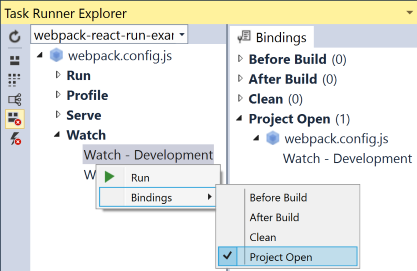 Task Runner Explorer
webpack-react-run-exa
webpack.config.js
Run
Profile
Serve
Watch
Watch - Development
W
Run
Bindings
Bindings
Before Build (0)
After Build (0)
Clean (0)
Project Open (1)
webpack.config.js
Watch - Development
Before Build
After Build
Clean
Project Open